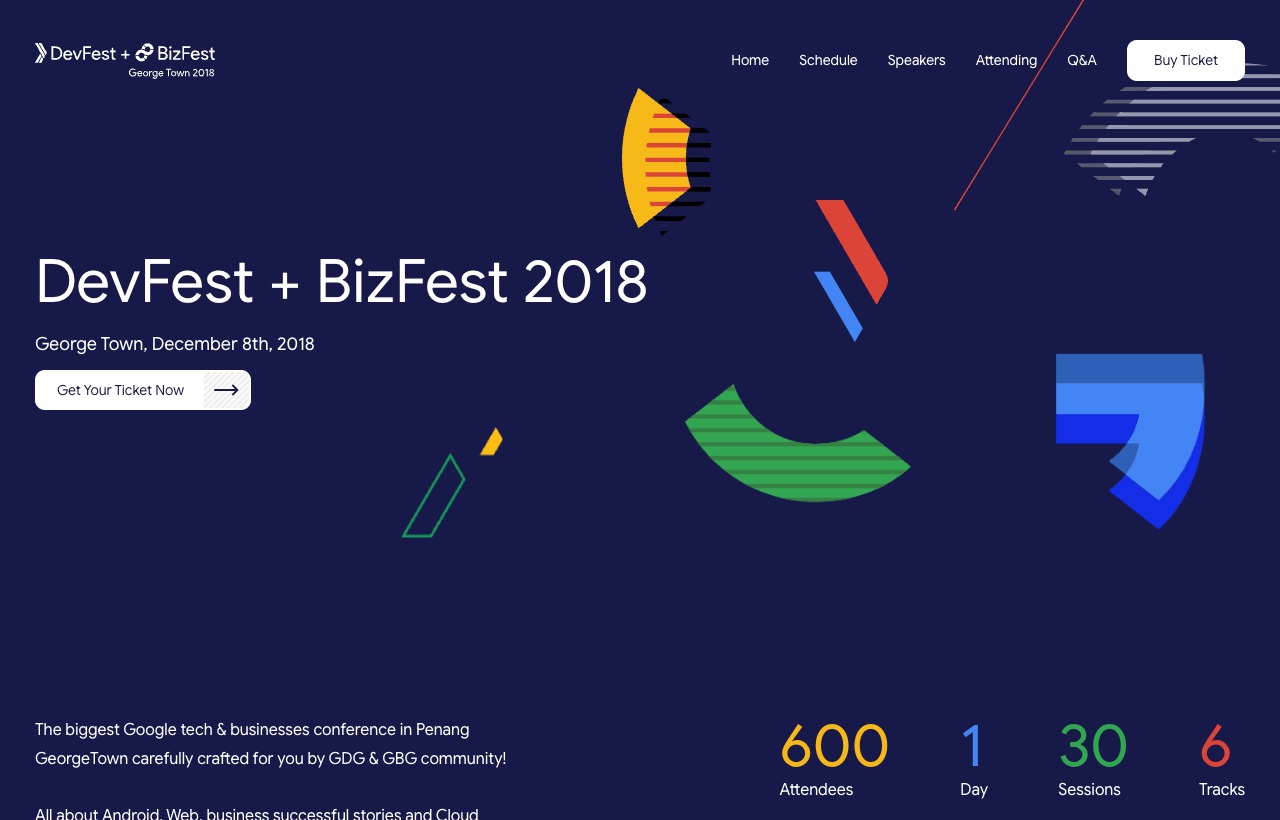 DevFest + BizFest
George Town 2018
Home
Schedule
Speakers
Attending
Q&A
Buy Ticket
DevFest + BizFest 2018
George Town, December 8th, 2018
Get Your Ticket Now
The biggest Google tech & businesses conference in Penang
GeorgeTown carefully crafted for you by GDG & GBG community!
All about Android, Web, business successful stories and Cloud
600
Attendees
1
Day
30
Sessions
6
Tracks